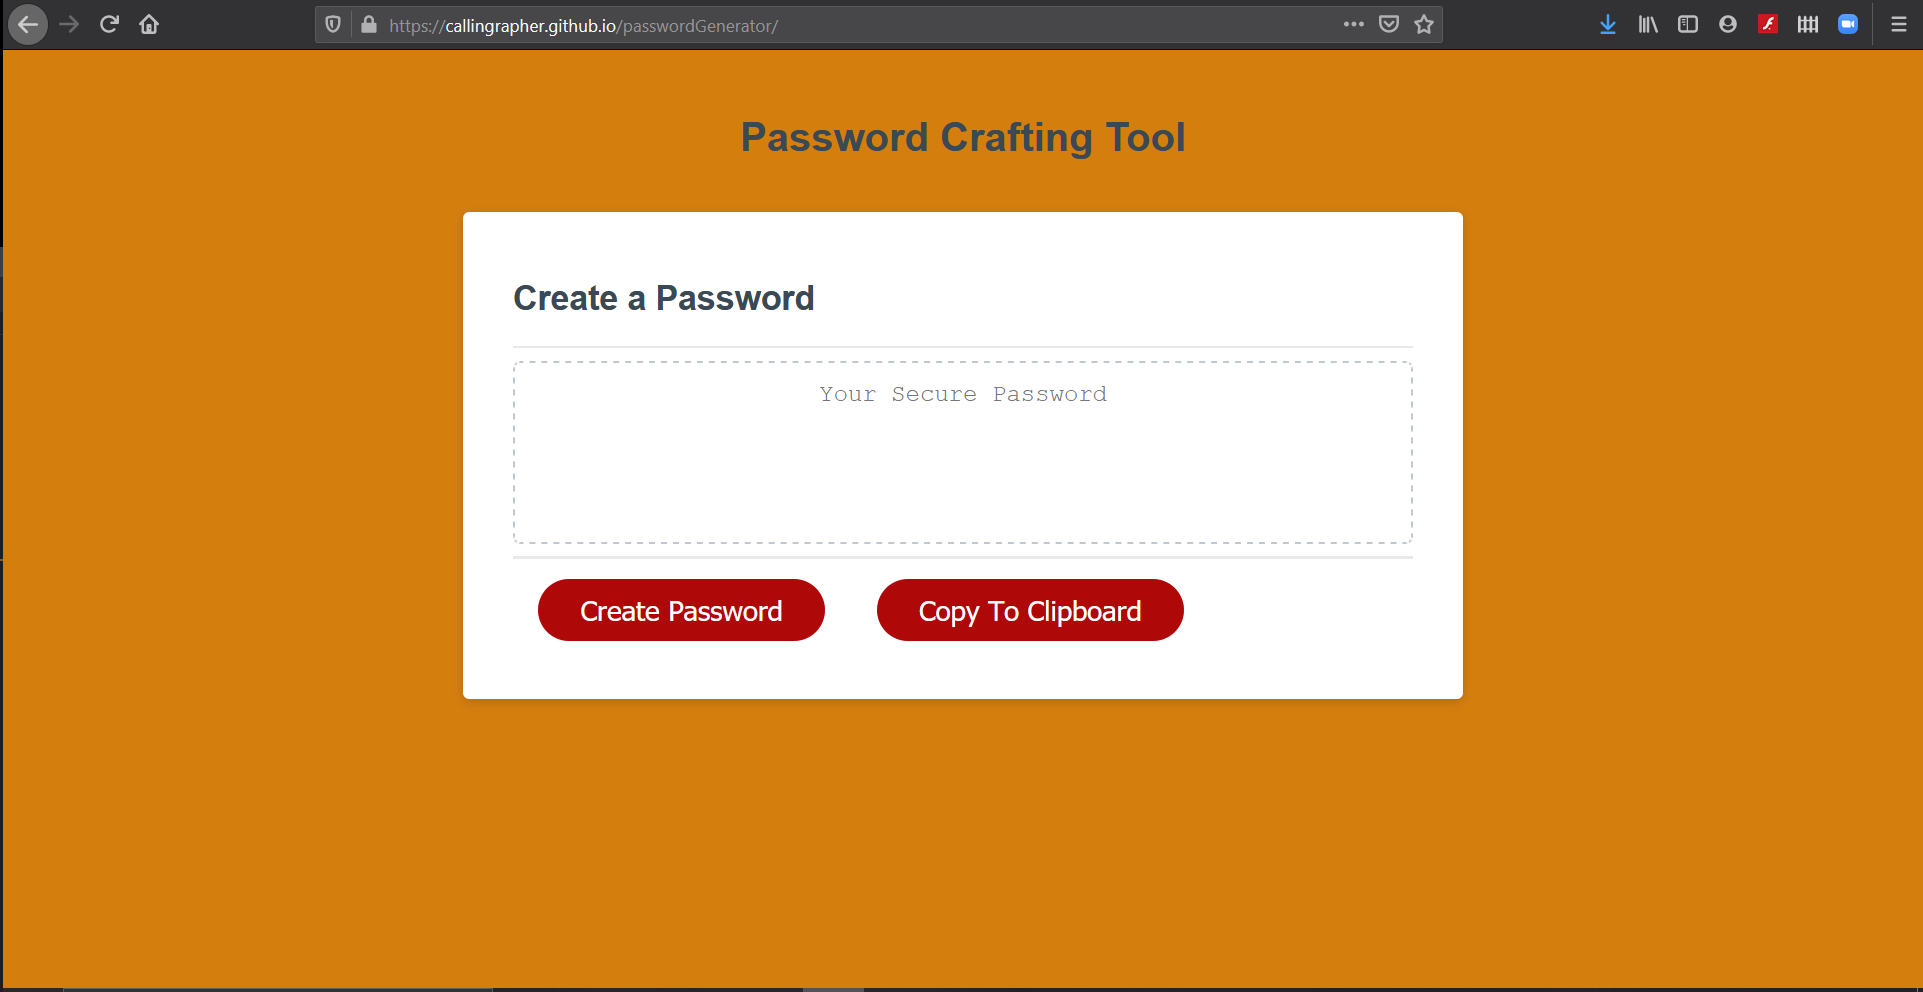 https://callingrapher.github.io/passwordGenerator/
Password Crafting Tool
Create a Password
Your Secure Password
Create Password
Copy To Clipboard